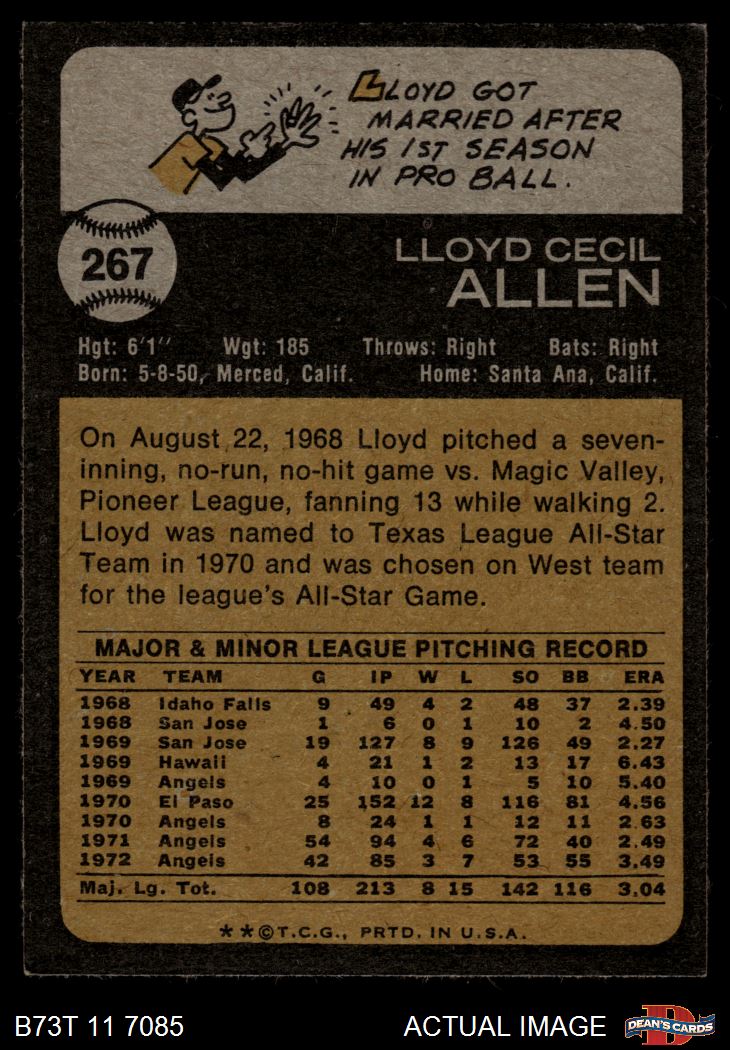 LLOYD GOT
MARRIED AFTER
HIS 1ST SEASON
IN PRO BALL.
267
LLOYD CECIL
ALLEN
Hgt: 6'1" Wgt: 185 Throws: Right Bats: Right
Born: 5-8-50, Merced, Calif. Home: Santa Ana, Calif.
On August 22, 1968 Lloyd pitched a seven-
inning, no-run, no-hit game vs. Magic Valley,
Pioneer League, fanning 13 while walking 2.
Lloyd was named to Texas League All-Star
Team in 1970 and was chosen on West team
for the league's All-Star Game.
MAJOR & MINOR LEAGUE PITCHING RECORD
YEAR TEAM G IP W L SO BB ERA
1968 Idaho Falls 9 49 4 2 48 37 2.39
1968 San Jose 1 6 0 1 10 2 4.50
1969 San Jose 19 127 8 9 126 49 2.27
1969 Hawaii 4 21 1 2 13 17 6.43
1969 Angels 4 10 0 1 5 10 5.40
1970 El Paso 25 152 12 8 116 81 4.56
1970 Angels 8 24 1 1 12 11 2.63
1971 Angels 54 94 4 6 72 40 2.49
1972 Angels 42 85 3 7 53 55 3.49
Maj. Lg. Tot. 108 213 8 15 142 116 3.04
**©T.C.G., PRTD. IN U.S.A.
B73T 11 7085 ACTUAL IMAGE
D
DEAN'S CARDS